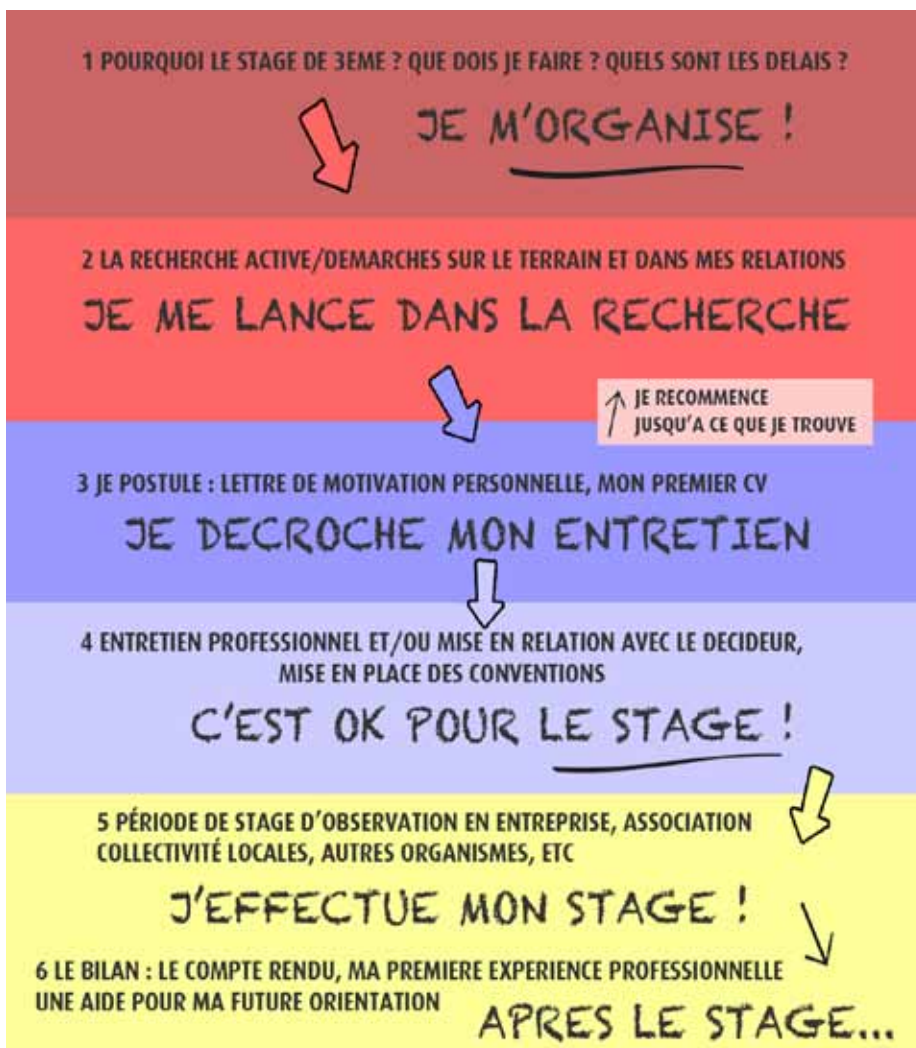 1 POURQUOI LE STAGE DE 3EME ? QUE DOIS JE FAIRE ? QUELS SONT LES DELAIS ?
JE M'ORGANISE !
2 LA RECHERCHE ACTIVE/DEMARCHES SUR LE TERRAIN ET DANS MES RELATIONS
JE ME LANCE DANS LA RECHERCHE
JE RECOMMENCE
JUSQU'A CE QUE JE TROUVE
3 JE POSTULE : LETTRE DE MOTIVATION PERSONNELLE, MON PREMIER CV
JE DECROCHE MON ENTRETIEN
4 ENTRETIEN PROFESSIONNEL ET/OU MISE EN RELATION AVEC LE DECIDEUR,
MISE EN PLACE DES CONVENTIONS
C'EST OK POUR LE STAGE !
5 PÉRIODE DE STAGE D'OBSERVATION EN ENTREPRISE, ASSOCIATION
COLLECTIVITÉ LOCALES, AUTRES ORGANISMES, ETC
J'EFFECTUE MON STAGE !
6 LE BILAN : LE COMPTE RENDU, MA PREMIERE EXPERIENCE PROFESSIONNELLE
UNE AIDE POUR MA FUTURE ORIENTATION
APRES LE STAGE...